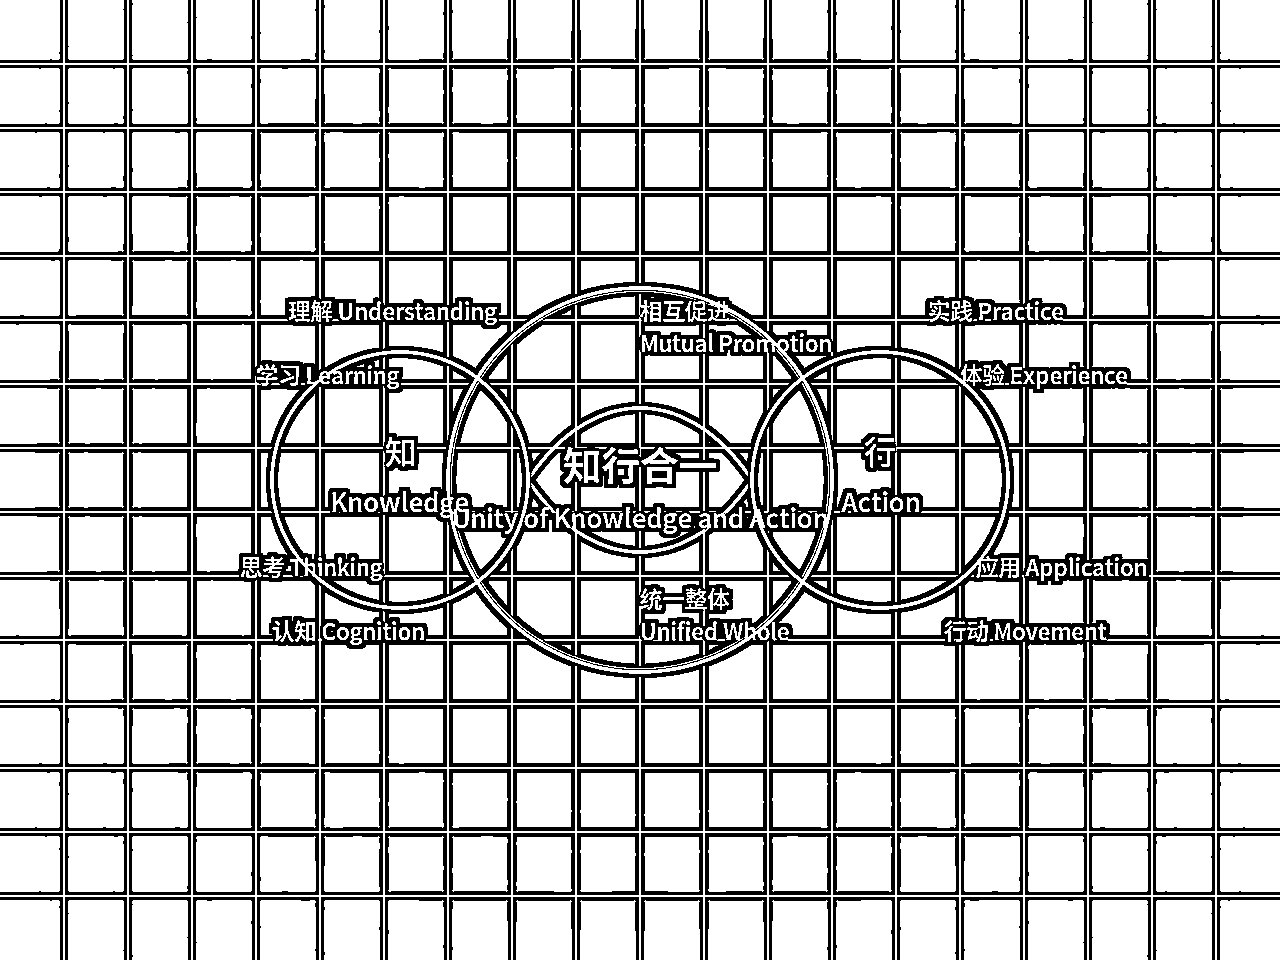 理解 Understanding
学习 Learning
知
Knowledge
思考 Thinking
认知 Cognition
相互促进
Mutual Promotion
知行合一
Unity of Knowledge and Action
统一整体
Unified Whole
实践 Practice
体验 Experience
行
Action
应用 Application
行动 Movement